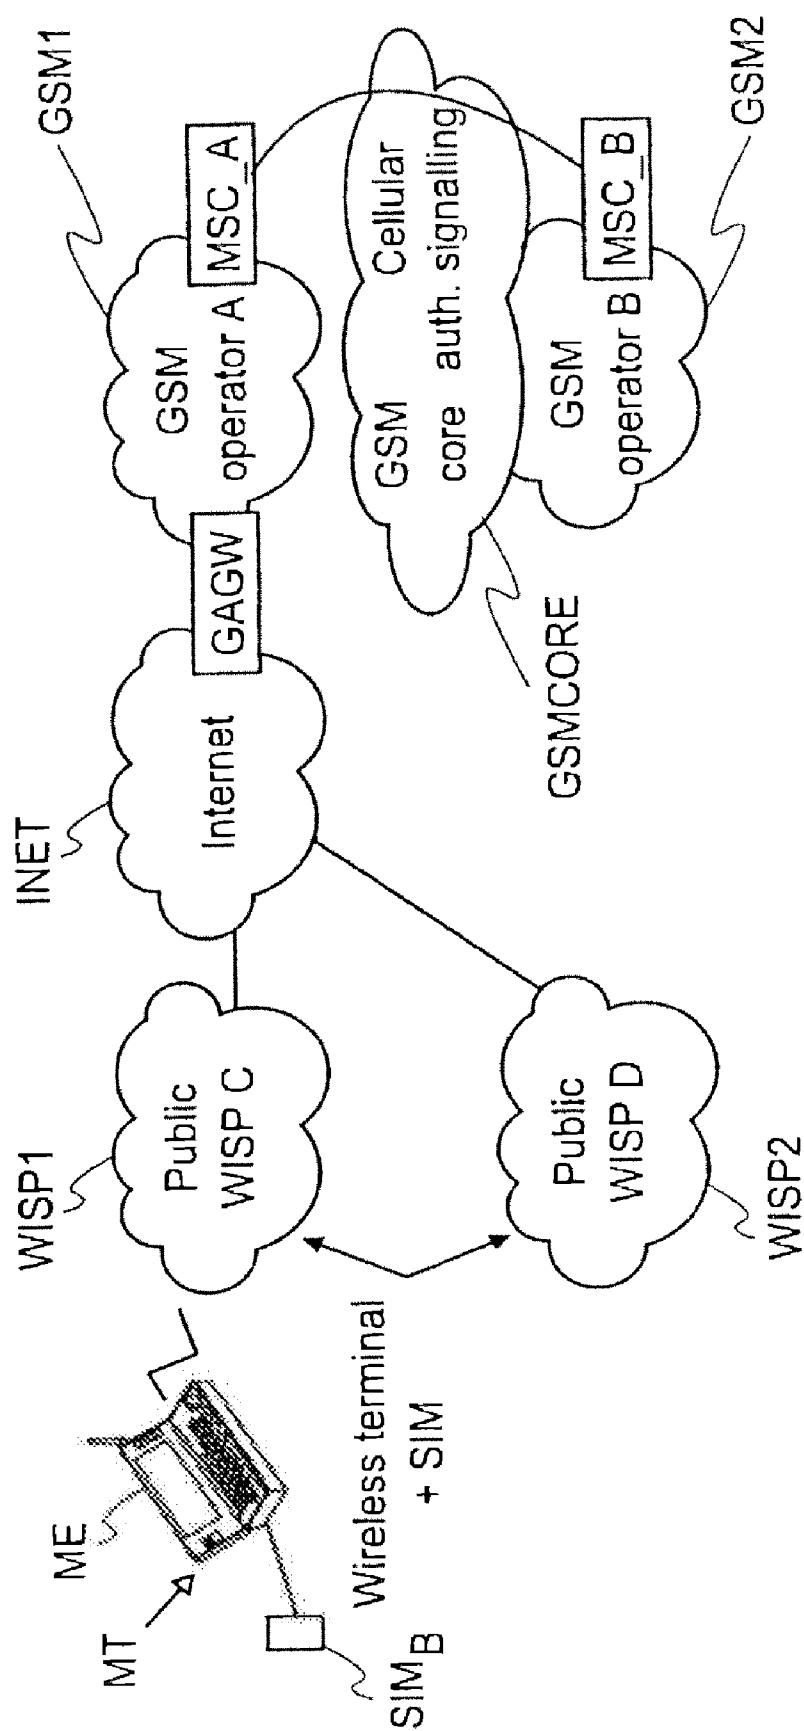 WISP1
INET
GSM1
ME
MT
SIM B
Wireless terminal
+ SIM
Public
WISP C
Internet
GAGW
GSM
operator A
MSC_A
GSM Cellular
core auth. signalling
GSMCORE
Public
WISP D
WISP2
GSM
operator B
MSC_B
GSM2